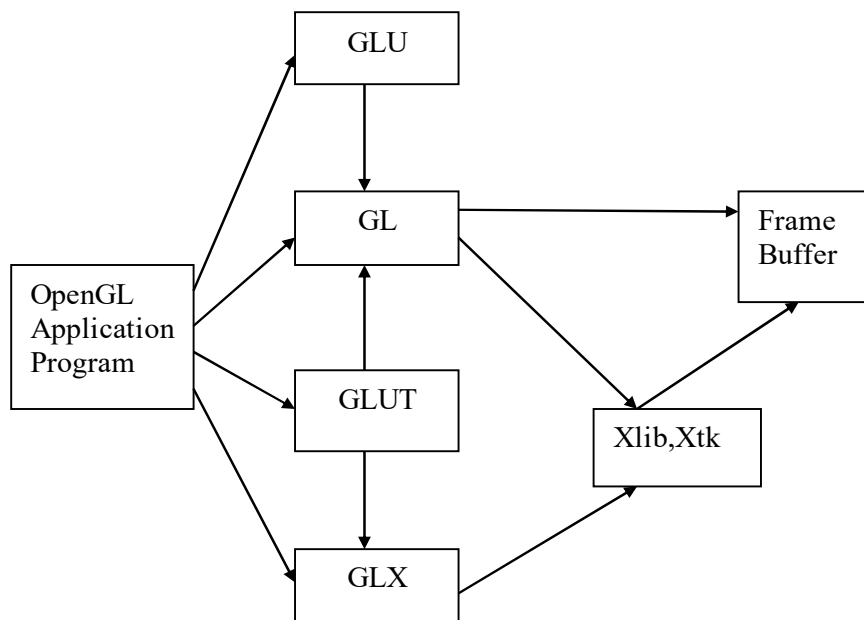 GLU
GL
Frame
Buffer
OpenGL
Application
Program
GLUT
Xlib,Xtk
GLX